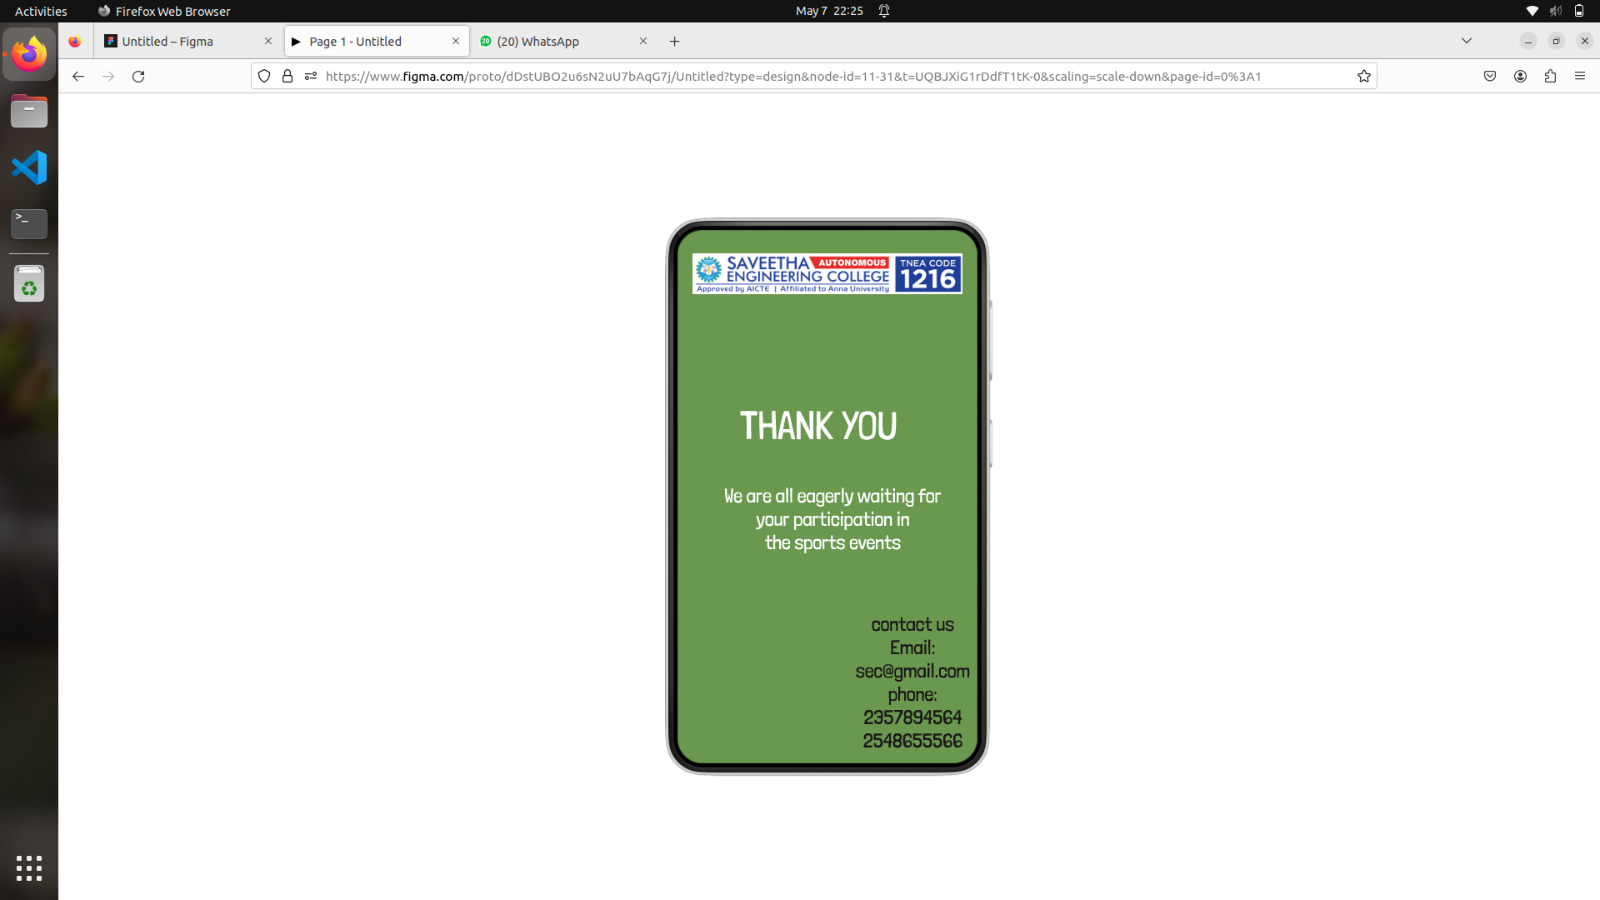 Activities
Firefox Web Browser
May 7 22:25
Untitled – Figma
Page 1 - Untitled
20
(20) WhatsApp
https://www.figma.com/proto/dDstUBO2u6sN2uU7bAqG7j/Untitled?type=design&node-id=11-31&t=UQBJXiG1rDdfT1tK-0&scaling=scale-down&page-id=0%3A1
SAVEETHA AUTONOMOUS
ENGINEERING COLLEGE
Approved by AICTE | Affiliated to Anna University
TNEA CODE
1216
THANK YOU
We are all eagerly waiting for
your participation in
the sports events
contact us
Email:
sec@gmail.com
phone:
2357894564
2548655566